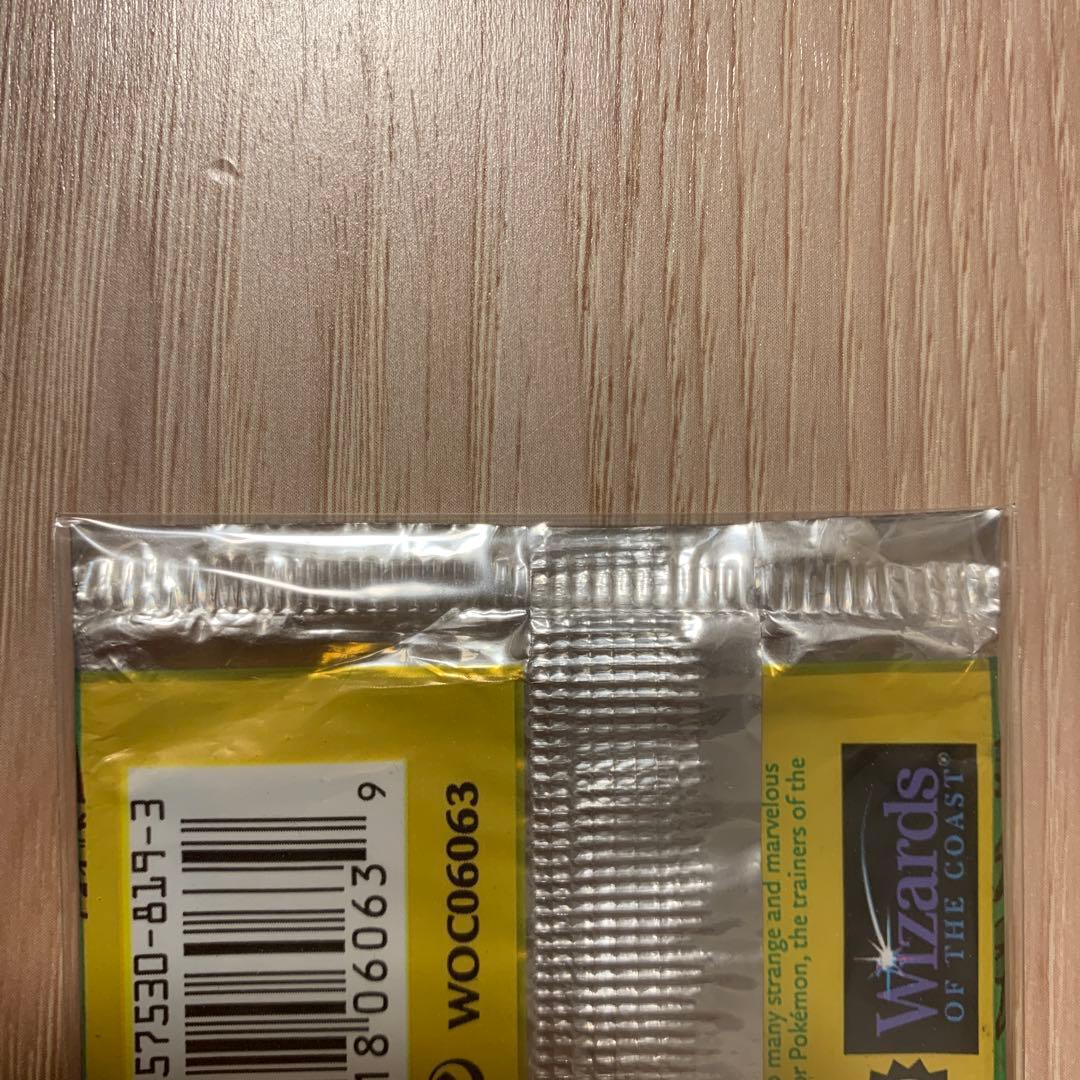 57530-819-3
18 06063 9
WOC06063
many strange and marvelous
Pokémon, the trainers of the
Wizards
OF THE COAST®